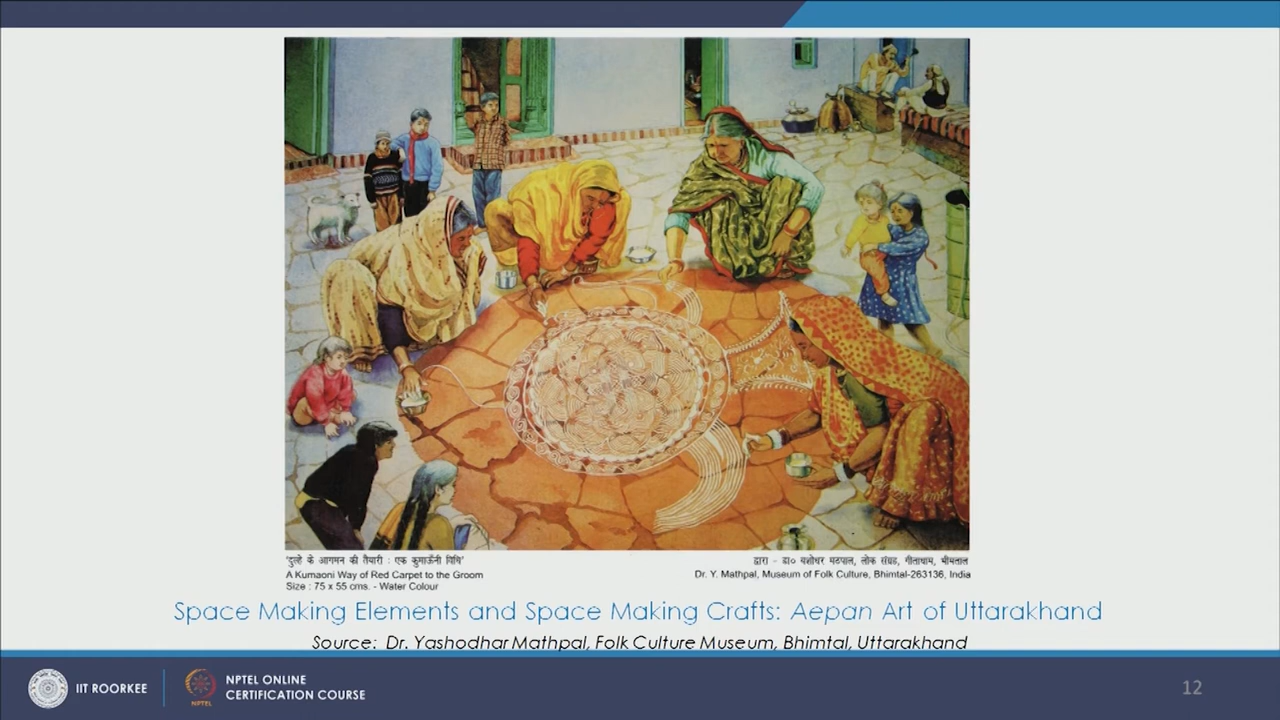 'दुल्हे के आगमन की तैयारी : एक कुमाऊँनी विधि'
द्वारा - डा० यशोधर मठपाल, लोक संग्रह, गीताधाम, भीमताल
A Kumaoni Way of Red Carpet to the Groom
Dr. Y. Mathpal, Museum of Folk Culture, Bhimtal-263136, India
Size : 75 x 55 cms. - Water Colour
Space Making Elements and Space Making Crafts: Aepan Art of Uttarakhand
Source: Dr. Yashodhar Mathpal, Folk Culture Museum, Bhimtal, Uttarakhand
IIT ROORKEE
NPTEL
NPTEL ONLINE
CERTIFICATION COURSE
12